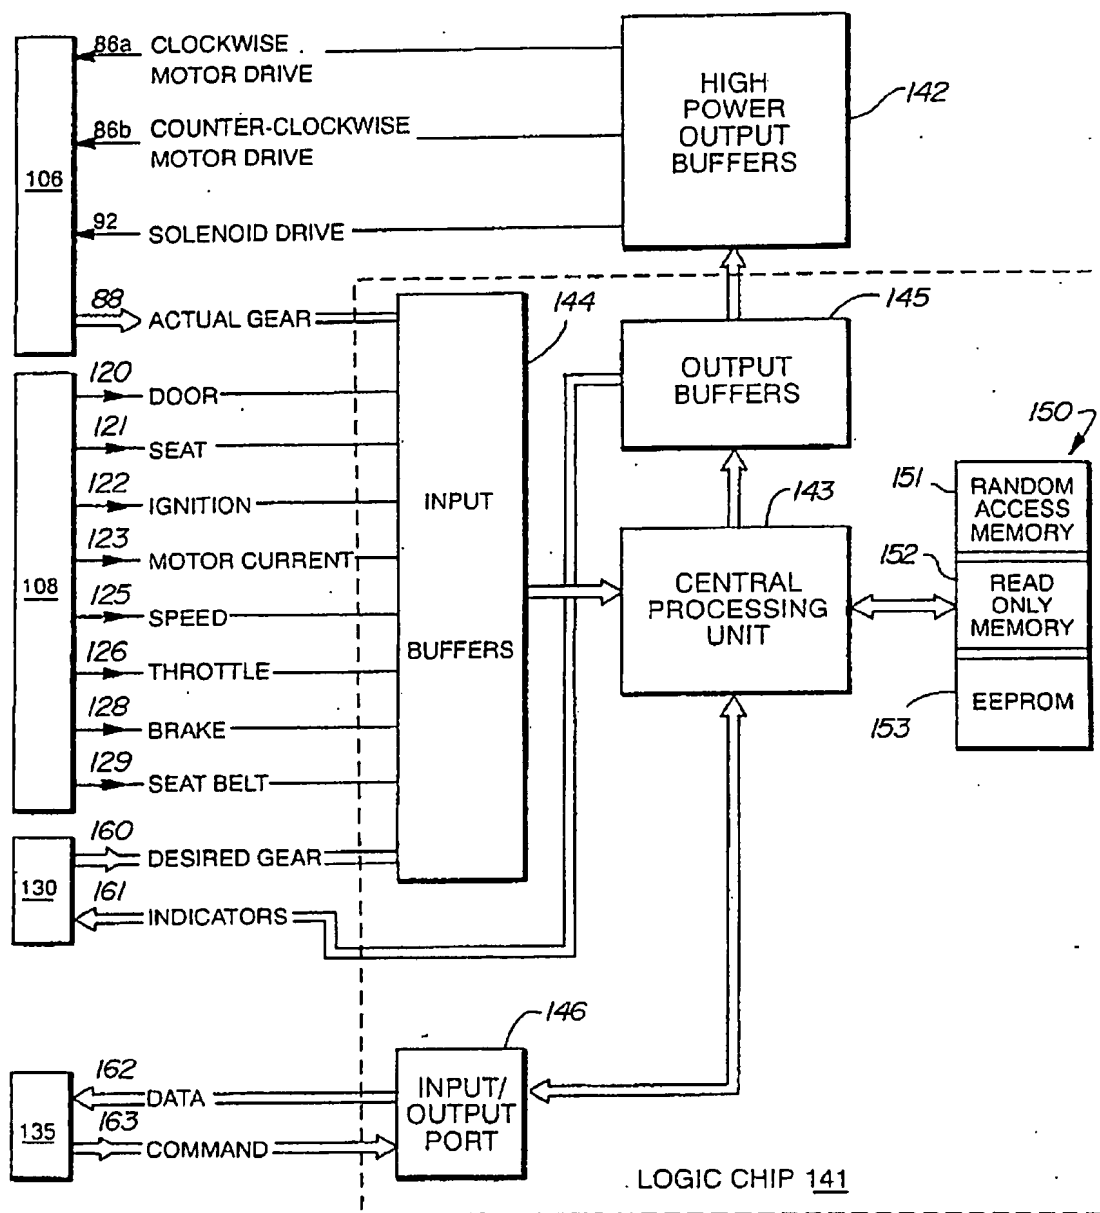 86a CLOCKWISE
MOTOR DRIVE
86b COUNTER-CLOCKWISE
MOTOR DRIVE
92 SOLENOID DRIVE
106
88 ACTUAL GEAR
HIGH
POWER
OUTPUT
BUFFERS
142
144
145
OUTPUT
BUFFERS
120 DOOR
121 SEAT
122 IGNITION
123 MOTOR CURRENT
108
125 SPEED
126 THROTTLE
128 BRAKE
129 SEAT BELT
INPUT
BUFFERS
143
CENTRAL
PROCESSING
UNIT
150
151
RANDOM
ACCESS
MEMORY
152
READ
ONLY
MEMORY
153
EEPROM
160 DESIRED GEAR
130
161 INDICATORS
146
INPUT/
OUTPUT
PORT
162 DATA
135
163 COMMAND
LOGIC CHIP 141